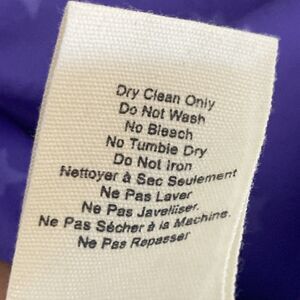 Dry Clean Only
Do Not Wash
No Bleach
No Tumble Dry
Do Not Iron
Nettoyer à Sec Seulement
Ne Pas Laver
Ne Pas Javelliser.
Ne Pas Sécher à la Machine.
Ne Pas Repasser